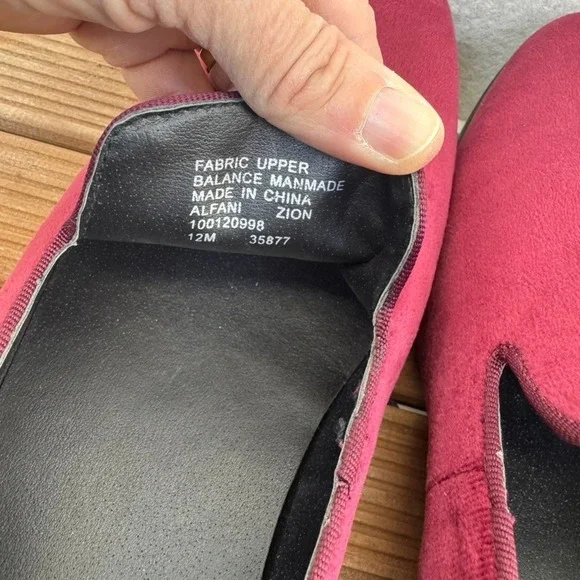 FABRIC UPPER
BALANCE MANMADE
MADE IN CHINA
ALFANI ZION
100120998
12M 35877